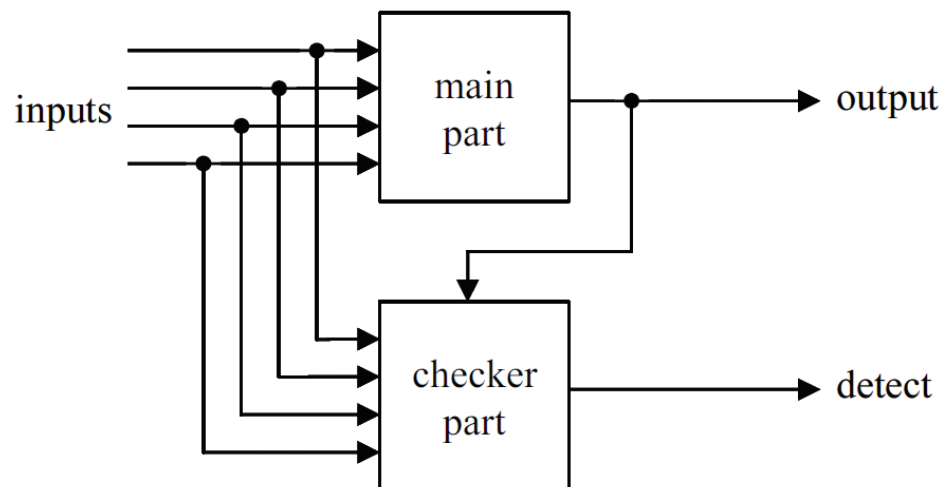 main
part
inputs
output
checker
part
detect